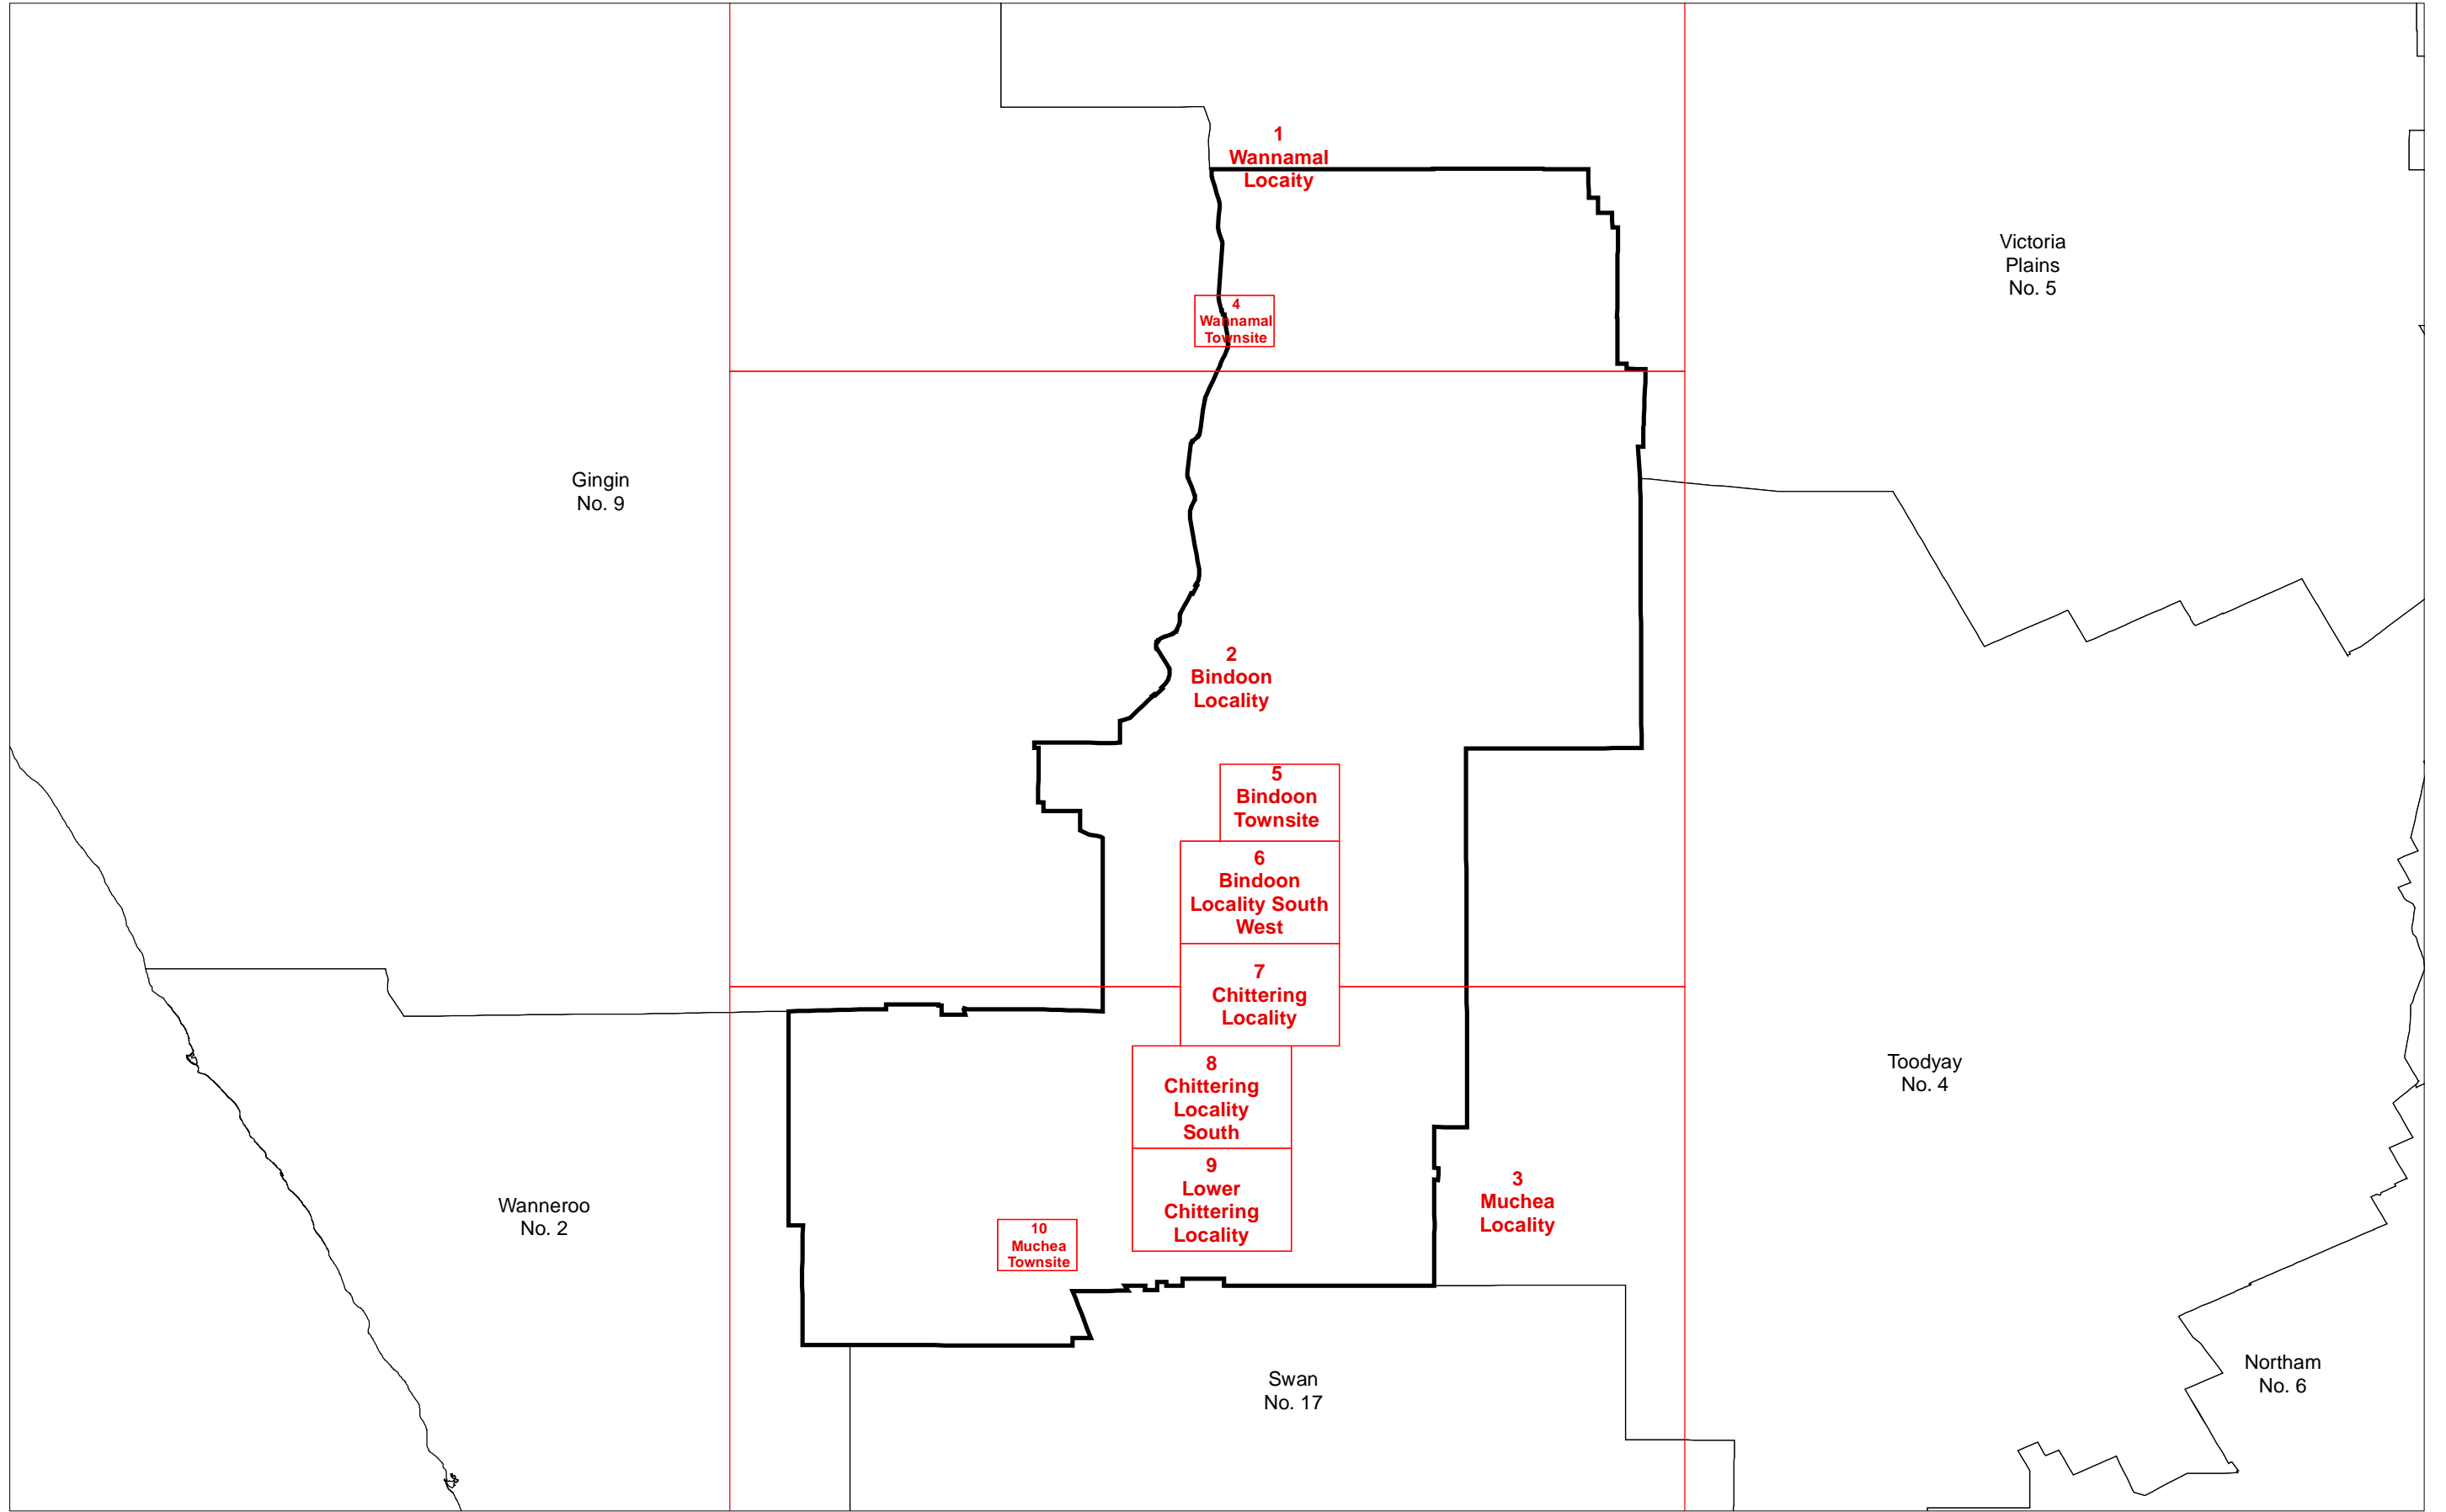 1
Wannamal
Locaity
Victoria
Plains
No. 5
4
Wannamal
Townsite
Gingin
No. 9
2
Bindoon
Locality
5
Bindoon
Townsite
6
Bindoon
Locality South
West
7
Chittering
Locality
8
Chittering
Locality
South
Toodyay
No. 4
9
Lower
Chittering
Locality
3
Muchea
Locality
Wanneroo
No. 2
10
Muchea
Townsite
Swan
No. 17
Northam
No. 6